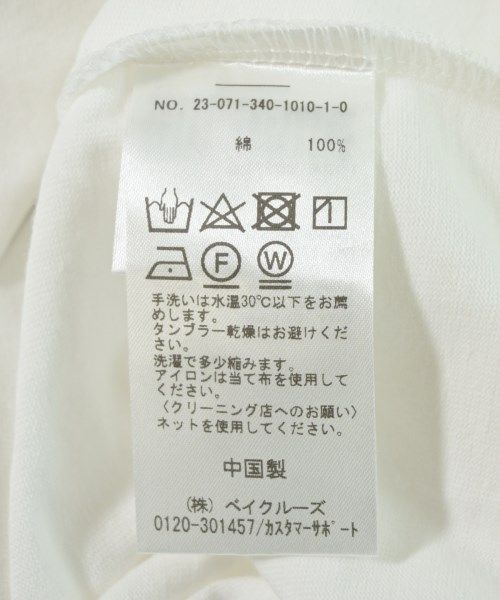 NO. 23-071-340-1010-1-0
綿 100%
F W
手洗いは水温30℃以下をお薦
めします。
タンブラー乾燥はお避けくだ
さい。
洗濯で多少縮みます。
アイロンは当て布を使用して
ください。
〈クリーニング店へのお願い〉
ネットを使用してください。
中国製
(株) ベイクルーズ
0120-301457/カスタマーサポート